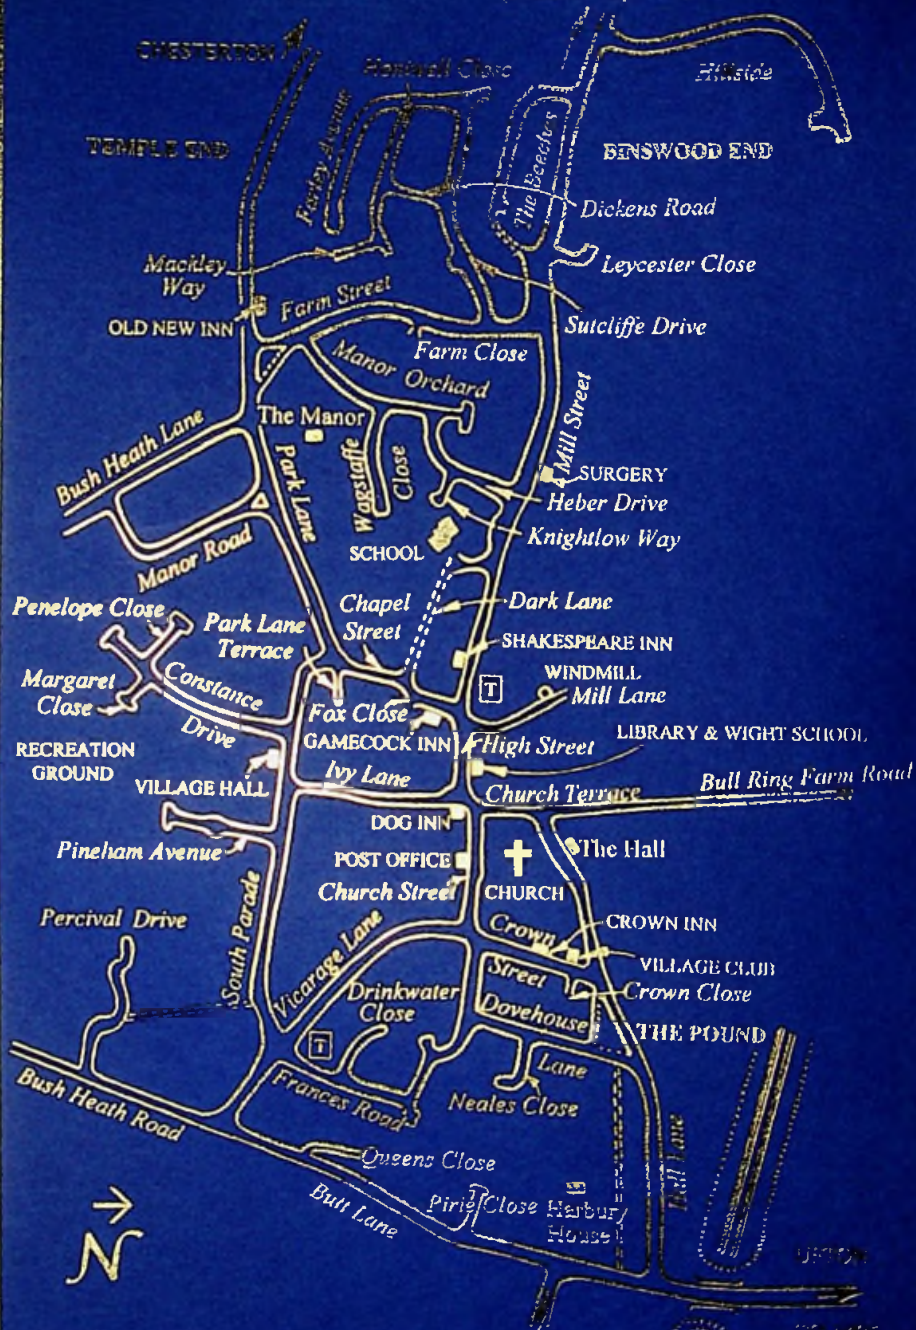 CHESTERTON
Honiwell Close
Hillside
TEMPLE END
Farley Avenue
The Beeches
BINSWOOD END
Dickens Road
Mackley
Way
Leycester Close
Farm Street
OLD NEW INN
Sutcliffe Drive
Farm Close
Manor Orchard
The Manor
Mill Street
Bush Heath Lane
Park Lane
Wagstaffe
Close
SURGERY
Heber Drive
Knightlow Way
SCHOOL
Manor Road
Penelope Close
Park Lane
Terrace
Chapel
Street
Dark Lane
SHAKESPEARE INN
WINDMILL
Mill Lane
T
Margaret
Close
Constance
Drive
Fox Close
GAMECOCK INN
High Street
LIBRARY & WIGHT SCHOOL
RECREATION
GROUND
VILLAGE HALL
Ivy Lane
Church Terrace
Bull Ring Farm Road
DOG INN
Pineham Avenue
POST OFFICE
The Hall
Church Street
CHURCH
Percival Drive
South Parade
Vicarage Lane
Crown
Street
CROWN INN
VILLAGE CLUB
Crown Close
Drinkwater
Close
Dovehouse
Lane
THE POUND
T
Bush Heath Road
Frances Road
Neales Close
Queens Close
Butt Lane
Pirie Close
Harbury
House
Hall Lane
UFTON
N